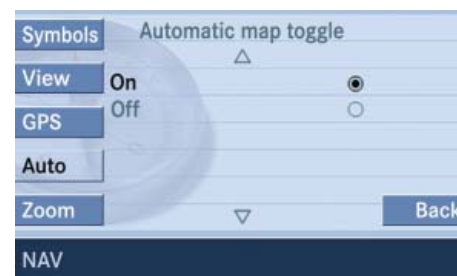 Symbols
Automatic map toggle
View
On
Off
GPS
Auto
Zoom
Back
NAV